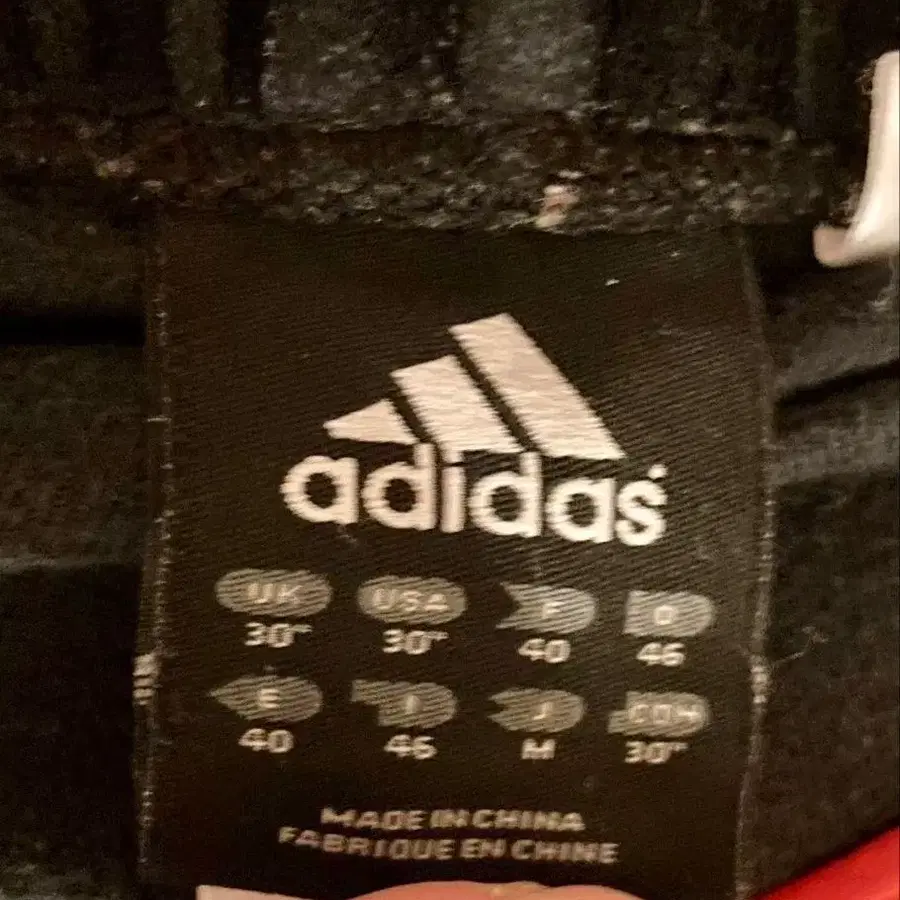 adidas
UK USA F D
30" 30" 40 46
E I J CDN
40 46 M 30"
MADE IN CHINA
FABRIQUE EN CHINE